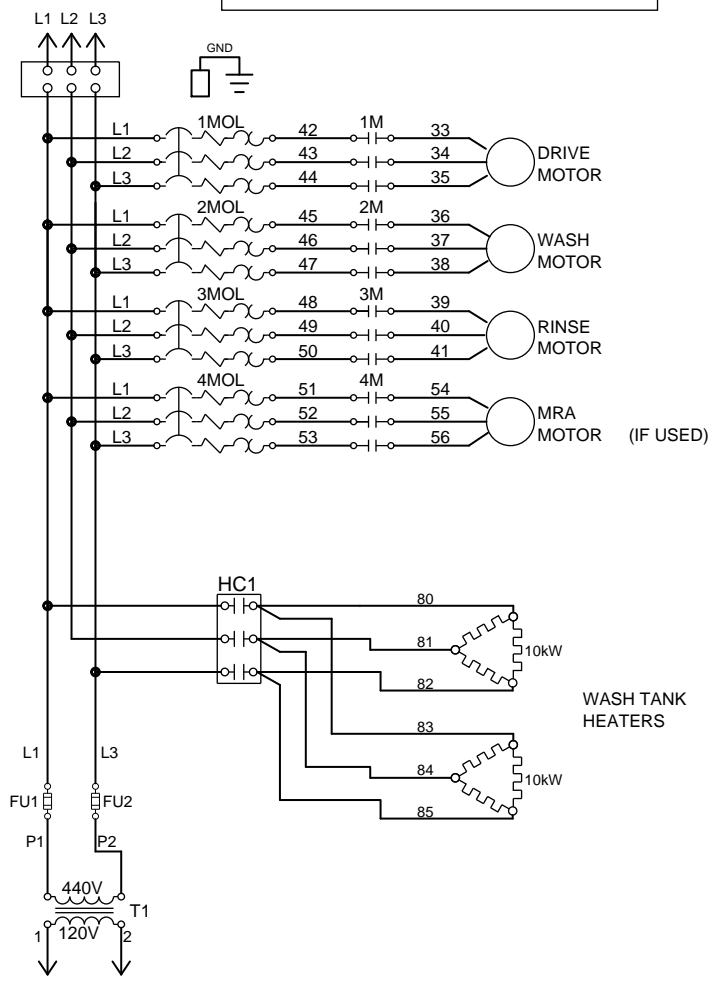 L1 L2 L3
GND
L1 1MOL 42 1M 33
L2 43 34
L3 44 35
DRIVE
MOTOR
L1 2MOL 45 2M 36
L2 46 37
L3 47 38
WASH
MOTOR
L1 3MOL 48 3M 39
L2 49 40
L3 50 41
RINSE
MOTOR
L1 4MOL 51 4M 54
L2 52 55
L3 53 56
MRA
MOTOR (IF USED)
HC1
80
81
10kW
82
WASH TANK
HEATERS
83
84
10kW
85
L1 L3
FU1 FU2
P1 P2
440V
T1
120V
1 2